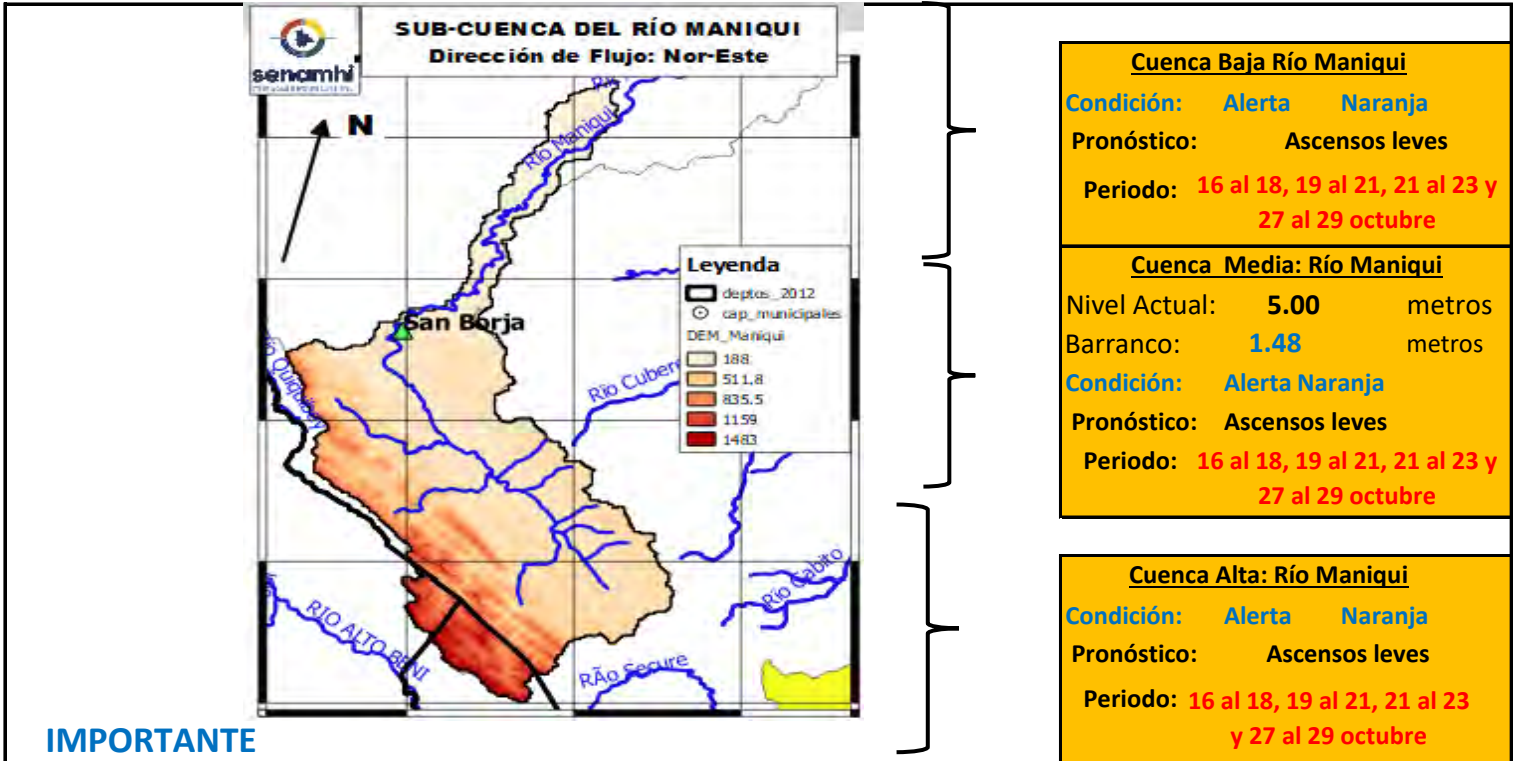 SUB-CUENCA DEL RÍO MANIQUI
Dirección de Flujo: Nor-Este
senamhi
N
Río Maniqui
Leyenda
deptos_2012
cap_municipales
DEM_Maniqui
188
511,8
835.5
1159
1483
San Borja
Río Quiquibey
Río Cubere
RIO ALTO BENI
RÃo Secure
Río Cabito
IMPORTANTE
Cuenca Baja Río Maniqui
Condición: Alerta Naranja
Pronóstico: Ascensos leves
Periodo: 16 al 18, 19 al 21, 21 al 23 y
27 al 29 octubre
Cuenca Media: Río Maniqui
Nivel Actual: 5.00 metros
Barranco: 1.48 metros
Condición: Alerta Naranja
Pronóstico: Ascensos leves
Periodo: 16 al 18, 19 al 21, 21 al 23 y
27 al 29 octubre
Cuenca Alta: Río Maniqui
Condición: Alerta Naranja
Pronóstico: Ascensos leves
Periodo: 16 al 18, 19 al 21, 21 al 23
y 27 al 29 octubre